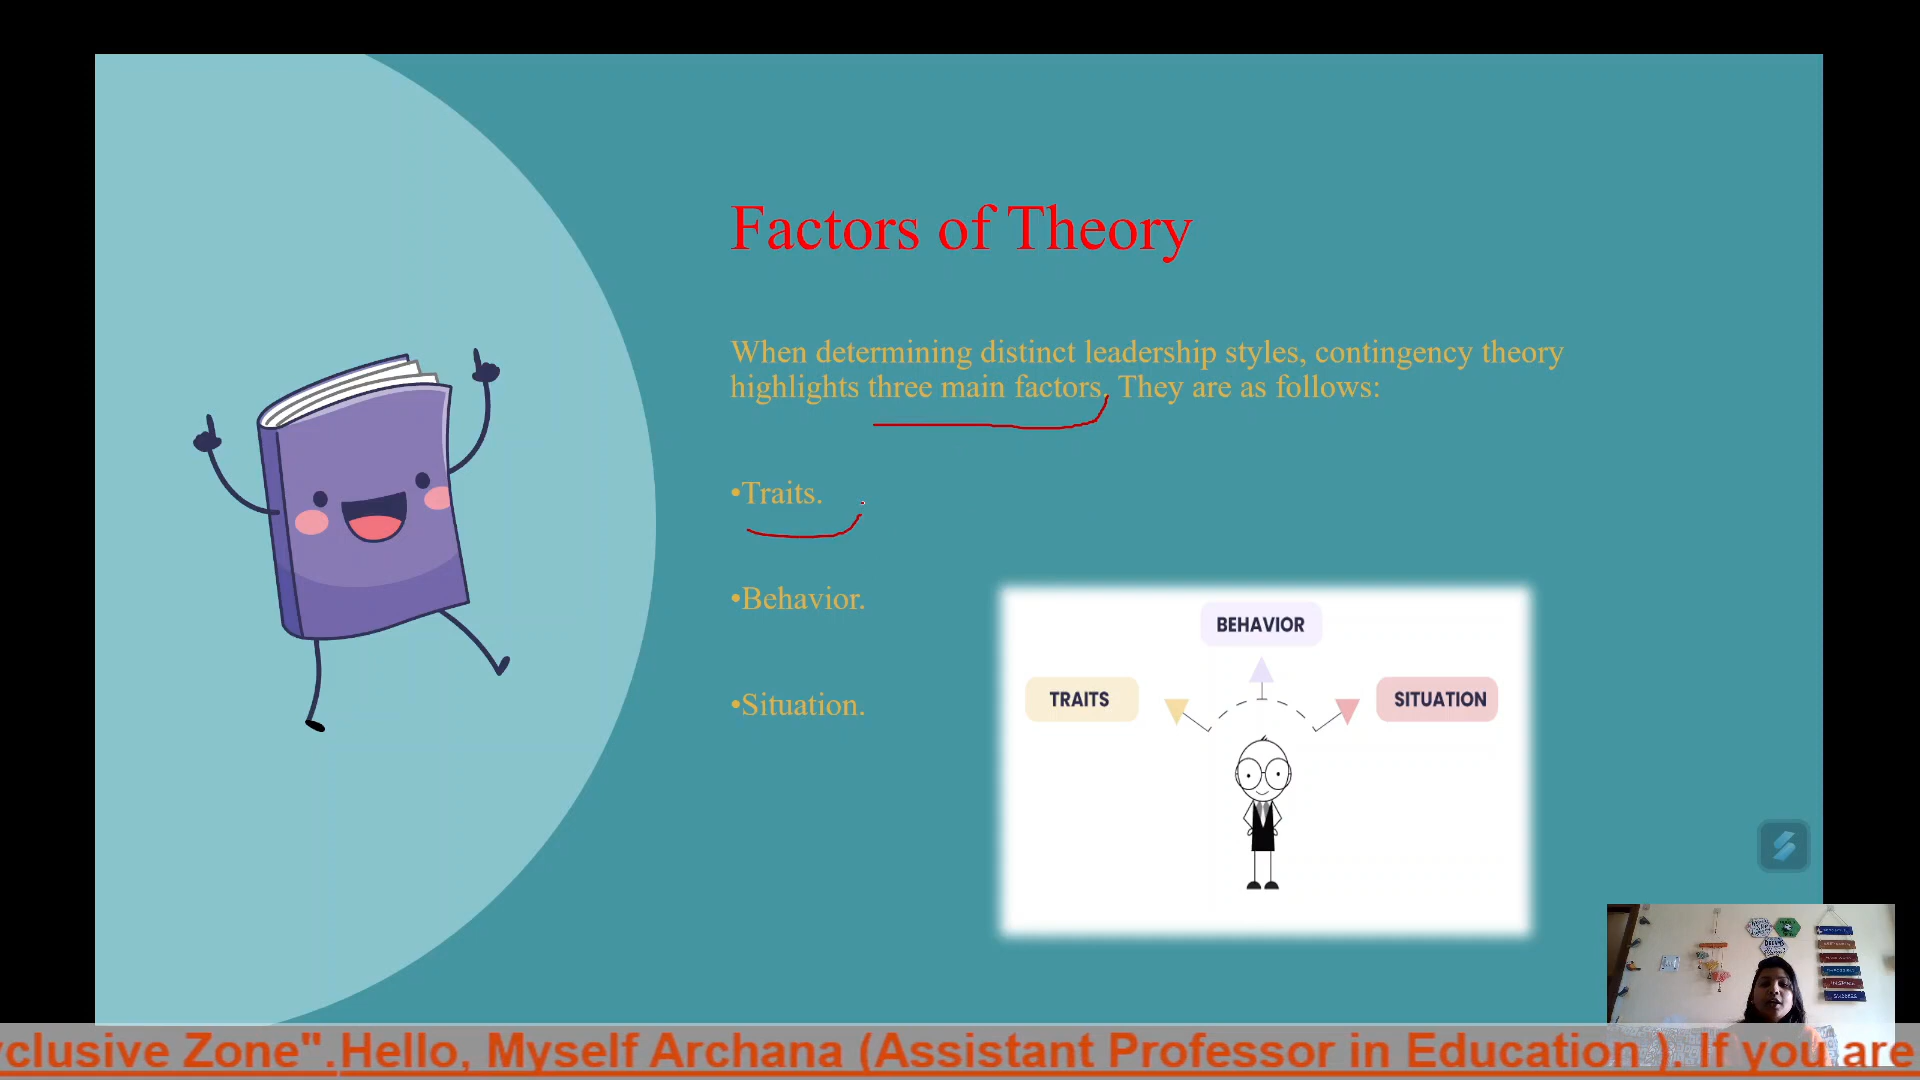 Factors of Theory
When determining distinct leadership styles, contingency theory
highlights three main factors. They are as follows:
•Traits.
•Behavior.
•Situation.
BEHAVIOR
TRAITS
SITUATION
clusive Zone".Hello, Myself Archana (Assistant Professor in Education ). If you are